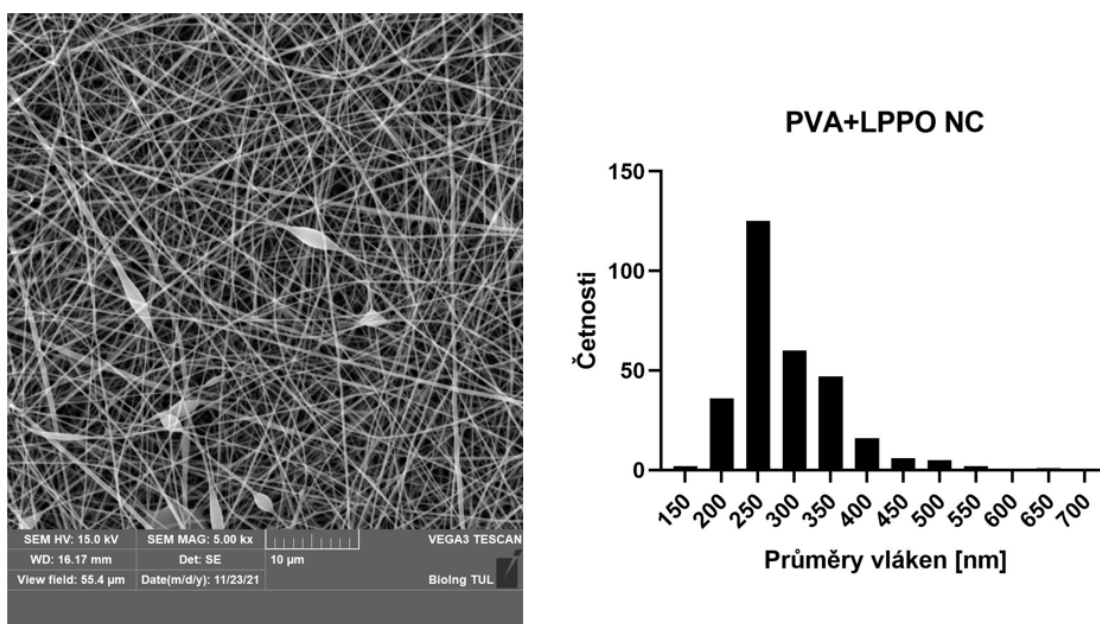 SEM HV: 15.0 kV SEM MAG: 5.00 kx VEGA3 TESCAN
WD: 16.17 mm Det: SE 10 µm
View field: 55.4 µm Date(m/d/y): 11/23/21 BioIng TUL
PVA+LPPO NC
150
100
50
0
Četnosti
150 200 250 300 350 400 450 500 550 600 650 700
Průměry vláken [nm]